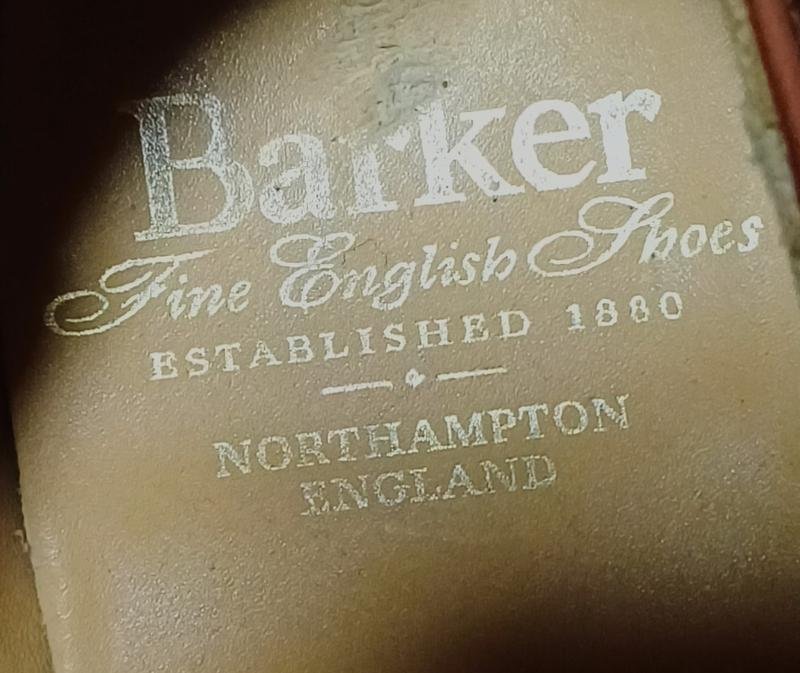 Barker
Fine English Shoes
ESTABLISHED 1880
NORTHAMPTON
ENGLAND